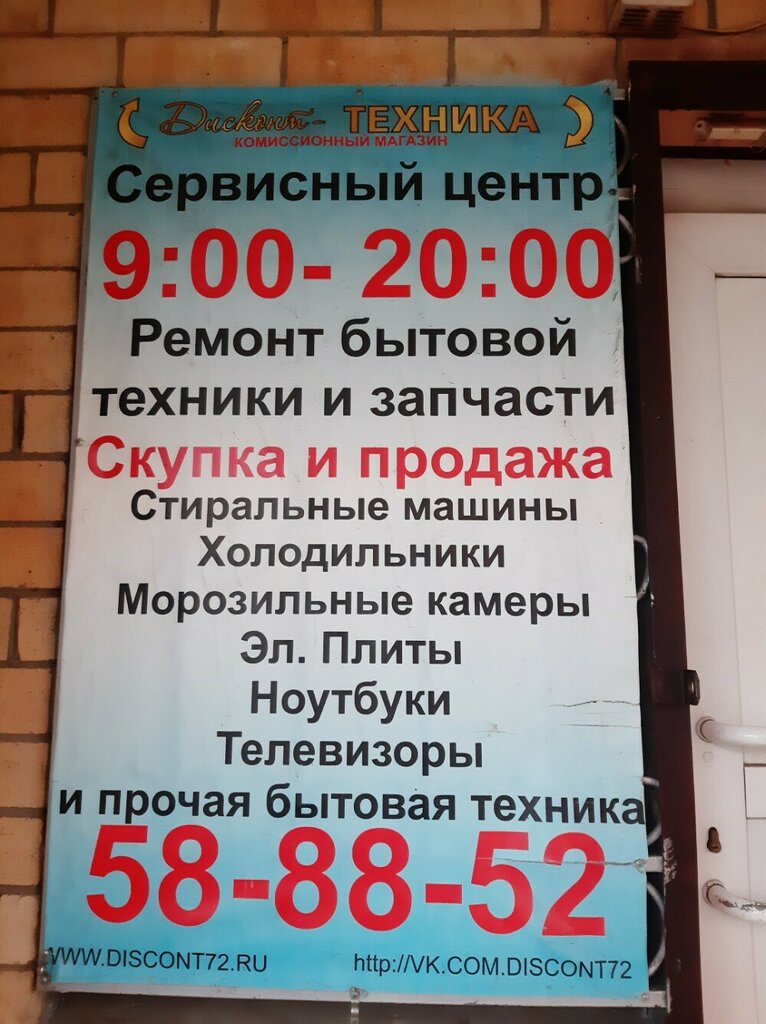 Дисконт- ТЕХНИКА
КОМИССИОННЫЙ МАГАЗИН
Сервисный центр
9:00- 20:00
Ремонт бытовой
техники и запчасти
Скупка и продажа
Стиральные машины
Холодильники
Морозильные камеры
Эл. Плиты
Ноутбуки
Телевизоры
и прочая бытовая техника
58-88-52
WWW.DISCONT72.RU http://VK.COM.DISCONT72